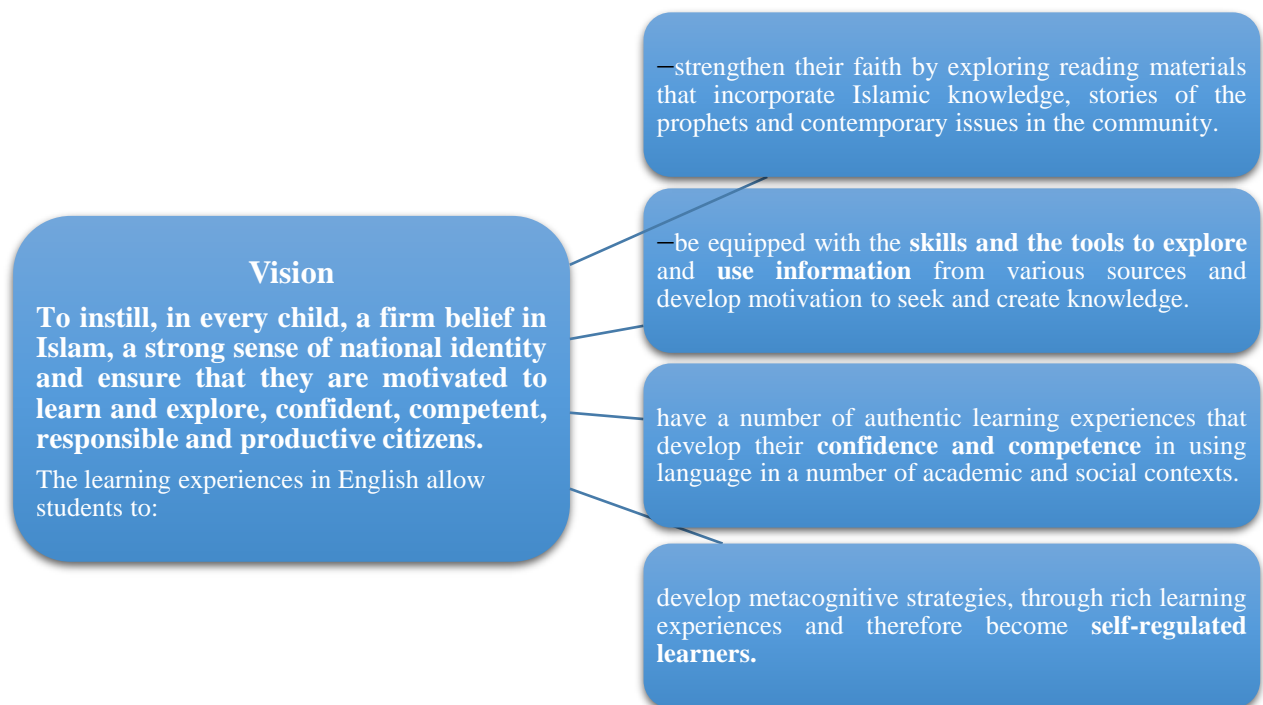 Vision
To instill, in every child, a firm belief in
Islam, a strong sense of national identity
and ensure that they are motivated to
learn and explore, confident, competent,
responsible and productive citizens.
The learning experiences in English allow
students to:
–strengthen their faith by exploring reading materials
that incorporate Islamic knowledge, stories of the
prophets and contemporary issues in the community.
–be equipped with the skills and the tools to explore
and use information from various sources and
develop motivation to seek and create knowledge.
have a number of authentic learning experiences that
develop their confidence and competence in using
language in a number of academic and social contexts.
develop metacognitive strategies, through rich learning
experiences and therefore become self-regulated
learners.